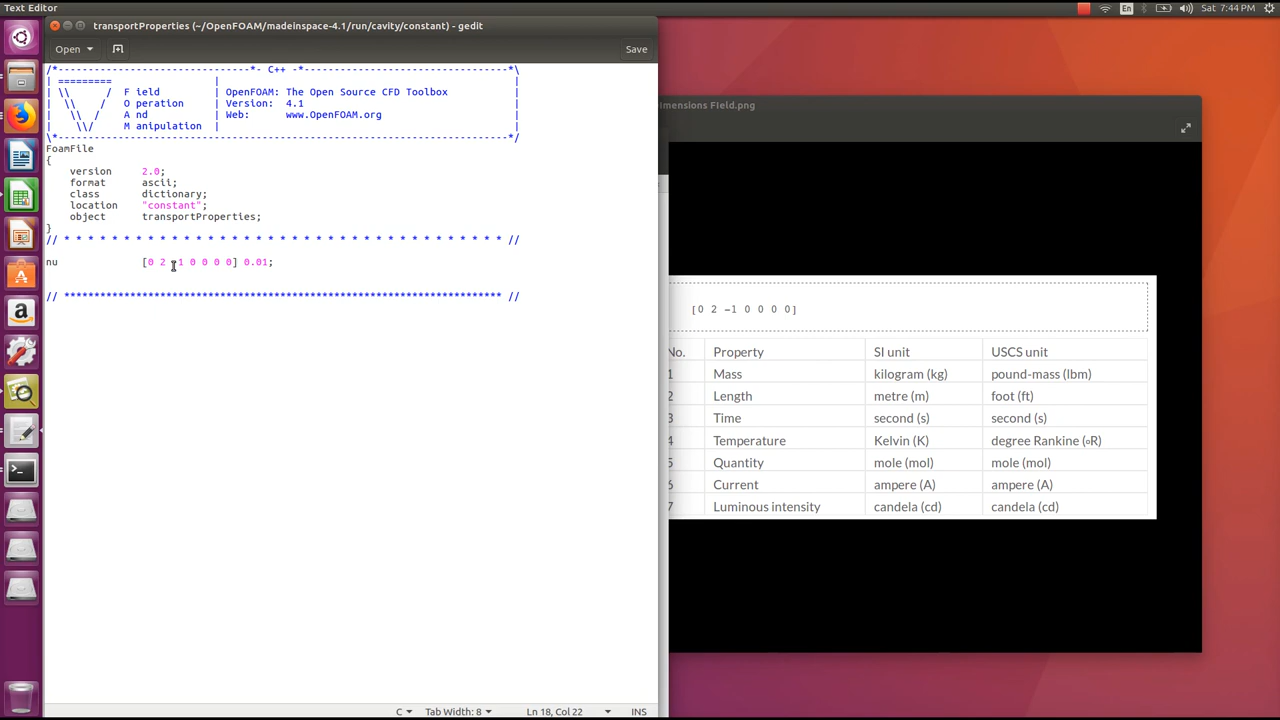 Text Editor
En
Sat 7:44 PM
transportProperties (~/OpenFOAM/madeinspace-4.1/run/cavity/constant) - gedit
Open
Save
/*--------------------------------*- C++ -*----------------------------------*\
| =========                 |                                                 |
| \\      /  F ield         | OpenFOAM: The Open Source CFD Toolbox           |
|  \\    /   O peration     | Version:  4.1                                   |
|   \\  /    A nd           | Web:      www.OpenFOAM.org                      |
|    \\/     M anipulation  |                                                 |
\*---------------------------------------------------------------------------*/
FoamFile
{
    version     2.0;
    format      ascii;
    class       dictionary;
    location    "constant";
    object      transportProperties;
}
// * * * * * * * * * * * * * * * * * * * * * * * * * * * * * * * * * * * * * //
nu              [0 2 -1 0 0 0 0] 0.01;
// ************************************************************************* //
C
Tab Width: 8
Ln 18, Col 22
INS
imensions FIeld.png
[0 2 −1 0 0 0 0]
No. Property SI unit USCS unit
1 Mass kilogram (kg) pound-mass (lbm)
2 Length metre (m) foot (ft)
3 Time second (s) second (s)
4 Temperature Kelvin (K) degree Rankine (∘R)
5 Quantity mole (mol) mole (mol)
6 Current ampere (A) ampere (A)
7 Luminous intensity candela (cd) candela (cd)